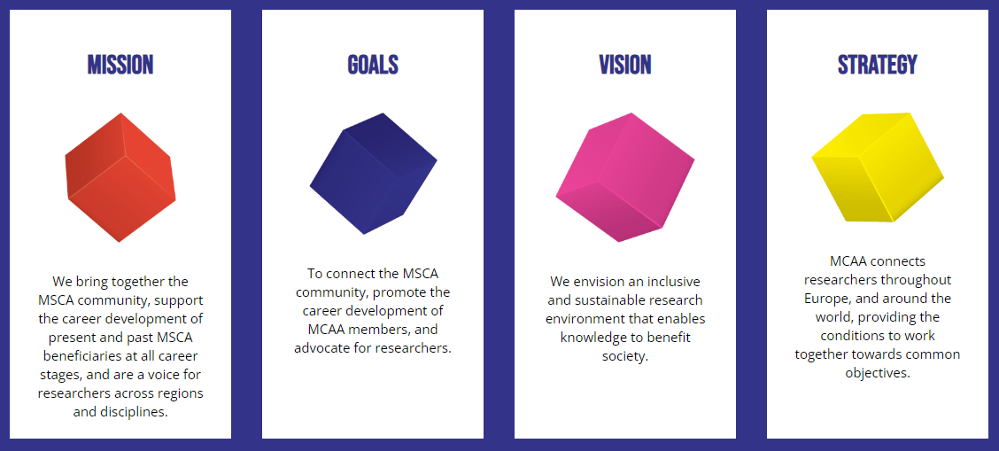 MISSION
We bring together the
MSCA community, support
the career development of
present and past MSCA
beneficiaries at all career
stages, and are a voice for
researchers across regions
and disciplines.
GOALS
To connect the MSCA
community, promote the
career development of
MCAA members, and
advocate for researchers.
VISION
We envision an inclusive
and sustainable research
environment that enables
knowledge to benefit
society.
STRATEGY
MCAA connects
researchers throughout
Europe, and around the
world, providing the
conditions to work
together towards common
objectives.